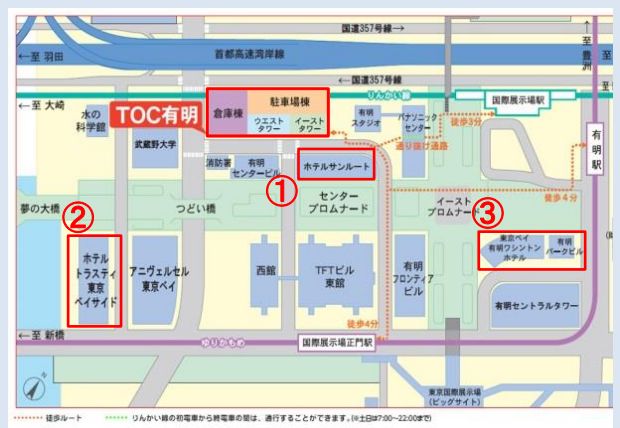 国道357号線→
至 豊洲
至
←至 羽田
首都高速湾岸線
←国道357号線
りんかい線
←至 大崎
水の
科学館
TOC有明
倉庫棟
駐車場棟
ウエスト
タワー
イースト
タワー
有明
スタジオ
パナソニック
センター
国際展示場駅
徒歩3分
通り抜け通路
武蔵野大学
消防署
有明
センタービル
①
ホテルサンルート
有明駅
徒歩4分
夢の大橋
②
つどい橋
センター
プロムナード
イースト
プロムナード
③
ホテル
トラスティ
東京
ベイサイド
アニヴェルセル
東京ベイ
西館
TFTビル
東館
有明
フロンティア
ビル
東京ベイ
有明ワシントン
ホテル
有明
パークビル
有明セントラルタワー
←至 新橋
ゆりかもめ
徒歩4分
国際展示場正門駅
東京国際展示場
(ビッグサイト)
N
徒歩ルート
りんかい線の初電車から終電車の間は、通行することができます。(※土日は7:00~22:00まで)